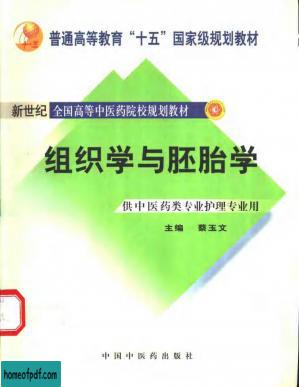 普通高等教育“十五”国家级规划教材
新世纪 全国高等中医药院校规划教材
组织学与胚胎学
供中医药类专业护理专业用
主编 蔡玉文
中国中医药出版社
homeofpdf.com
homeofpdf.com